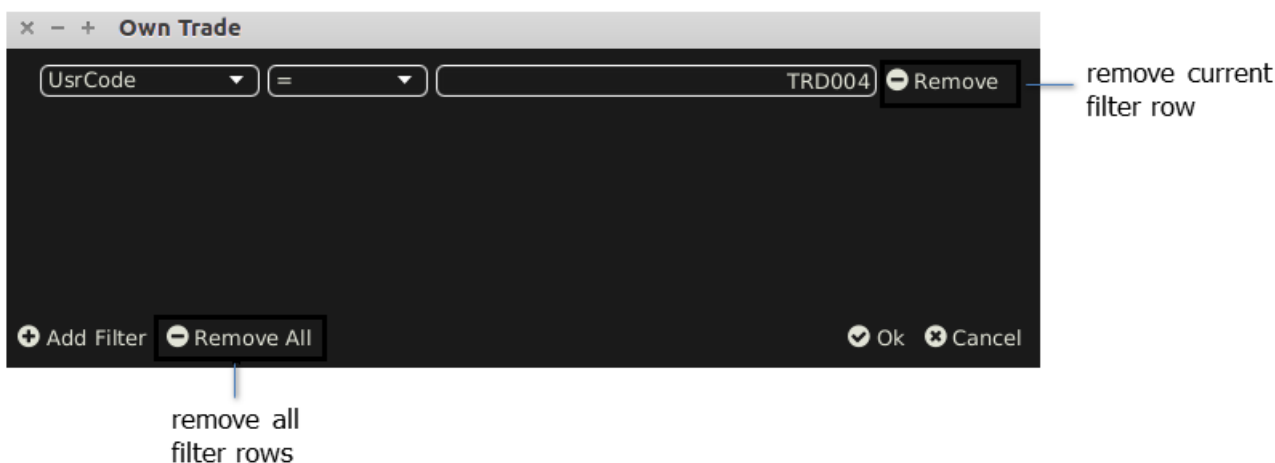 Own Trade
UsrCode = TRD004 Remove
remove current
filter row
Add Filter Remove All Ok Cancel
remove all
filter rows